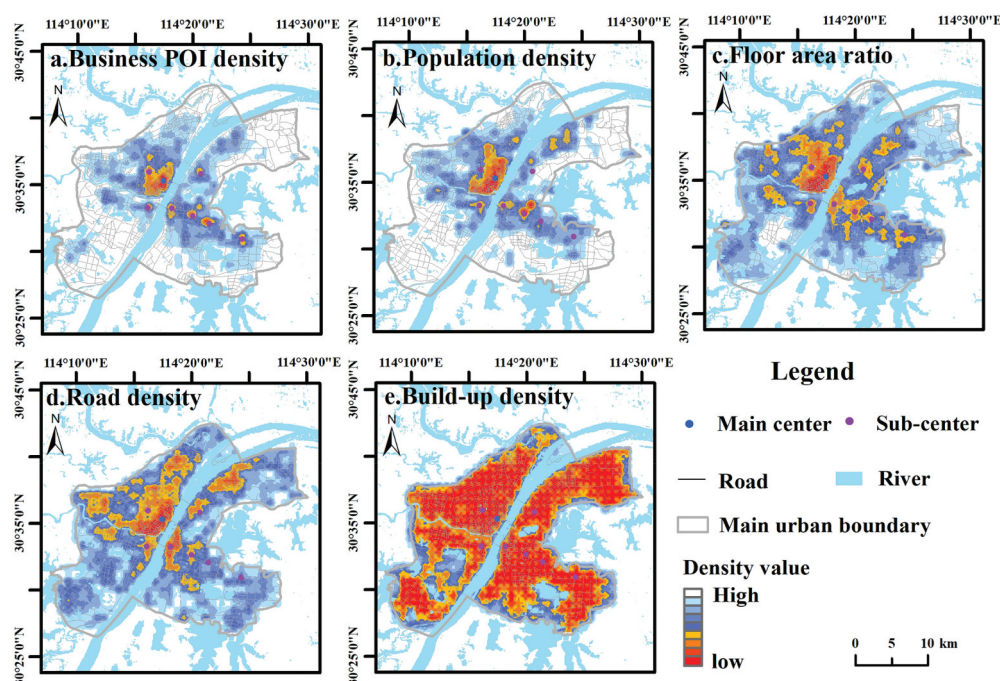 114°10'0"E 114°20'0"E 114°30'0"E 114°10'0"E 114°20'0"E 114°30'0"E 114°10'0"E 114°20'0"E 114°30'0"E
30°45'0"N 30°35'0"N 30°25'0"N
a.Business POI density
N
30°45'0"N 30°35'0"N 30°25'0"N
b.Population density
N
30°45'0"N 30°35'0"N 30°25'0"N
c.Floor area ratio
N
114°10'0"E 114°20'0"E 114°30'0"E 114°10'0"E 114°20'0"E 114°30'0"E
30°45'0"N 30°35'0"N 30°25'0"N
d.Road density
N
30°45'0"N 30°35'0"N 30°25'0"N
e.Build-up density
N
Legend
Main center Sub-center
Road River
Main urban boundary
Density value
High
low
0 5 10 km